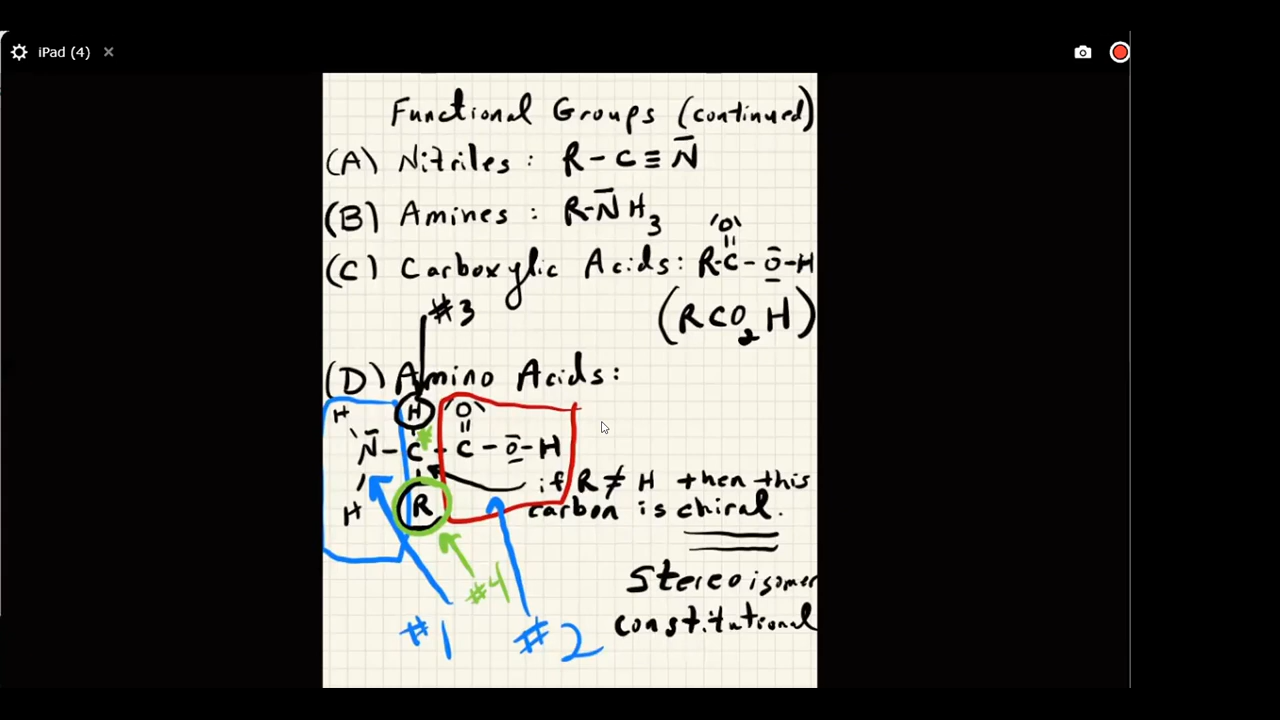 iPad (4)
Functional Groups (continued)
(A) Nitriles : R - C ≡ N̄
(B) Amines : R-N̄ H₃
(C) Carboxylic Acids: R-C - O̅-H
'O'
||
(RCO₂H)
#3
(D) Amino Acids:
H H 'O'
\ | ||
N̄ - C* - C - O̅ - H
/ |
H R
if R ≠ H then this
carbon is chiral.
#4
Stereoisomer
constitutional
#1 #2